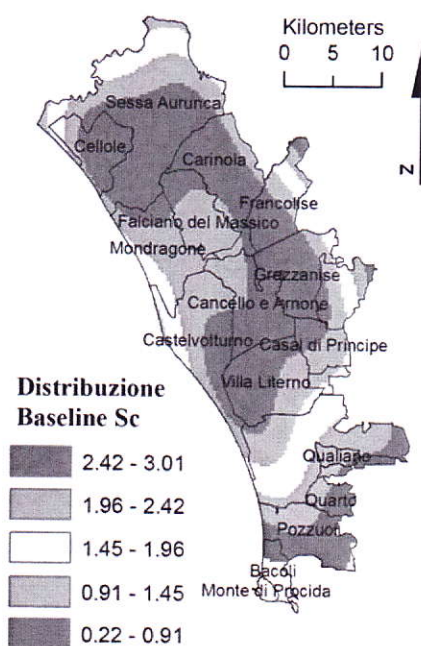 Kilometers
0 5 10
N
Sessa Aurunca
Cellole
Carinola
Francolise
Falciano del Massico
Mondragone
Grezzanise
Cancello e Arnone
Castelvolturno
Casal di Principe
Villa Literno
Distribuzione
Baseline Sc
2.42 - 3.01
1.96 - 2.42
1.45 - 1.96
0.91 - 1.45
0.22 - 0.91
Qualiano
Quarto
Pozzuoli
Bacoli
Monte di Procida